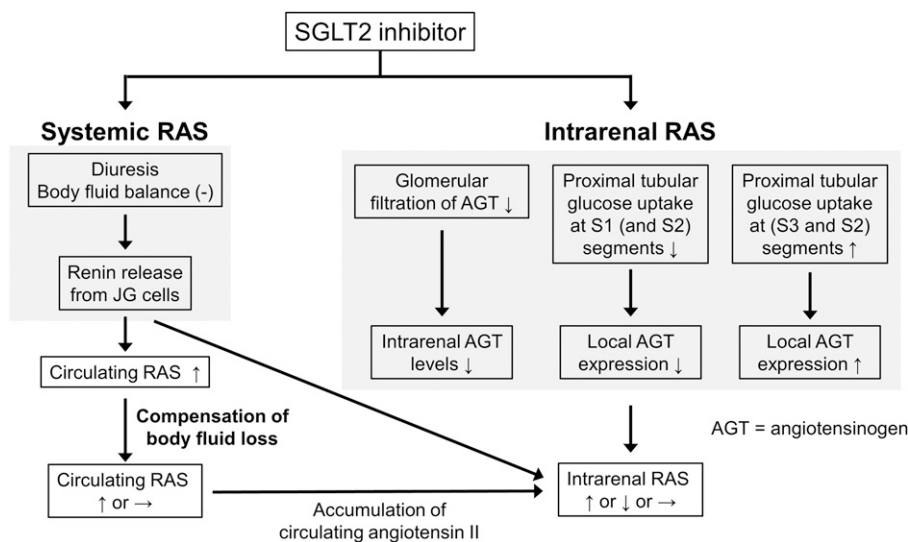 SGLT2 inhibitor
Systemic RAS
Diuresis
Body fluid balance (-)
Renin release
from JG cells
Circulating RAS ↑
Compensation of
body fluid loss
Circulating RAS
↑ or →
Accumulation of
circulating angiotensin II
Intrarenal RAS
Glomerular
filtration of AGT ↓
Intrarenal AGT
levels ↓
Proximal tubular
glucose uptake
at S1 (and S2)
segments ↓
Local AGT
expression ↓
Proximal tubular
glucose uptake
at (S3 and S2)
segments ↑
Local AGT
expression ↑
AGT = angiotensinogen
Intrarenal RAS
↑ or ↓ or →